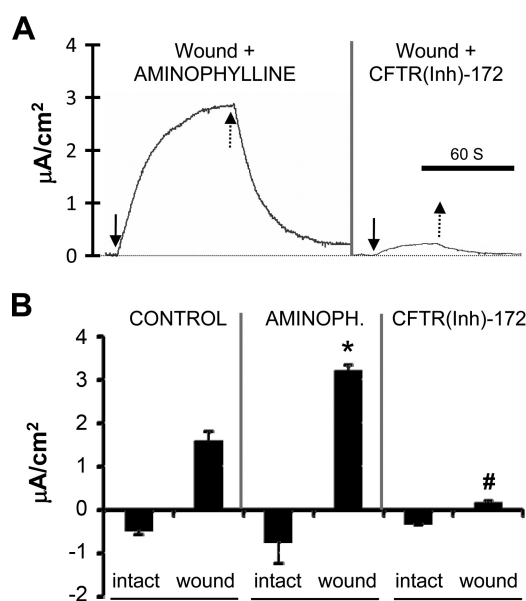 A
Wound +
AMINOPHYLLINE
Wound +
CFTR(Inh)-172
4
3
2
1
0
µA/cm²
60 S
B
CONTROL
AMINOPH.
CFTR(Inh)-172
4
3
2
1
0
-1
-2
µA/cm²
*
#
intact wound intact wound intact wound